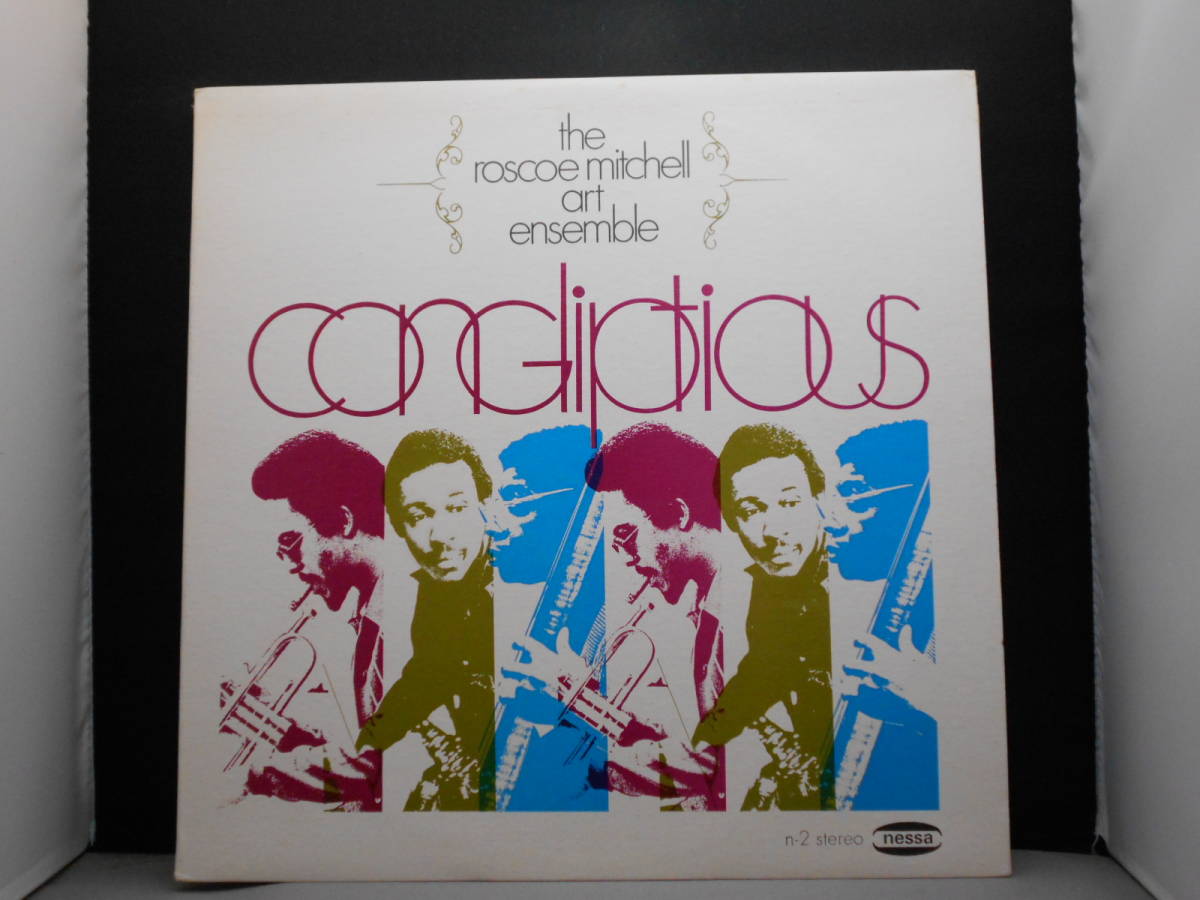 the
roscoe mitchell
art
ensemble
congliptious
n-2 stereo nessa